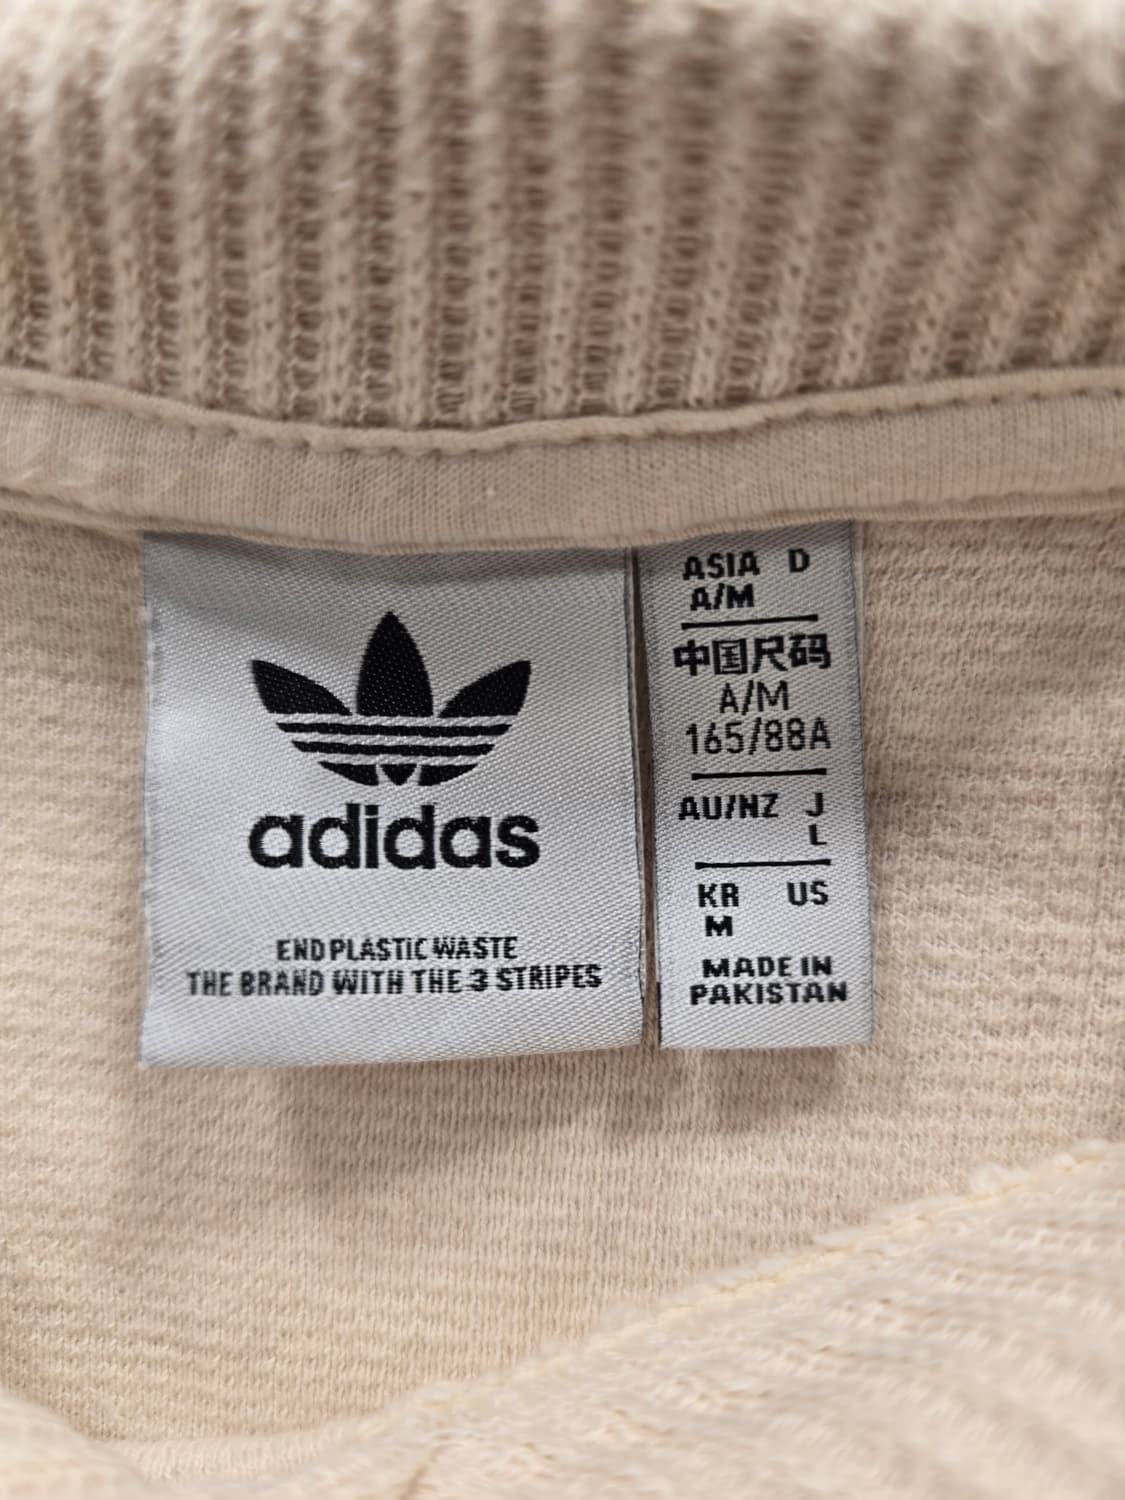 adidas
END PLASTIC WASTE
THE BRAND WITH THE 3 STRIPES
ASIA D
A/M
中国尺码
A/M
165/88A
AU/NZ J
L
KR US
M
MADE IN
PAKISTAN